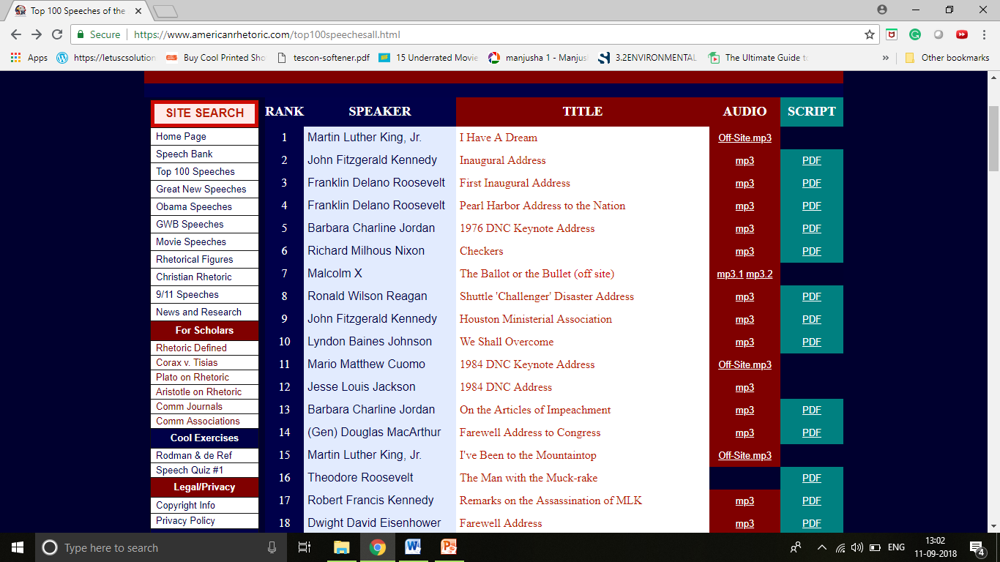 Top 100 Speeches of the
Secure https://www.americanrhetoric.com/top100speechesall.html
Apps https://letuscsolution Buy Cool Printed Sho tescon-softener.pdf 15 Underrated Movie manjusha 1 - Manjus 3.2ENVIRONMENTAL The Ultimate Guide to » Other bookmarks
SITE SEARCH
Home Page
Speech Bank
Top 100 Speeches
Great New Speeches
Obama Speeches
GWB Speeches
Movie Speeches
Rhetorical Figures
Christian Rhetoric
9/11 Speeches
News and Research
For Scholars
Rhetoric Defined
Corax v. Tisias
Plato on Rhetoric
Aristotle on Rhetoric
Comm Journals
Comm Associations
Cool Exercises
Rodman & de Ref
Speech Quiz #1
Legal/Privacy
Copyright Info
Privacy Policy
RANK SPEAKER TITLE AUDIO SCRIPT
1 Martin Luther King, Jr. I Have A Dream Off-Site.mp3
2 John Fitzgerald Kennedy Inaugural Address mp3 PDF
3 Franklin Delano Roosevelt First Inaugural Address mp3 PDF
4 Franklin Delano Roosevelt Pearl Harbor Address to the Nation mp3 PDF
5 Barbara Charline Jordan 1976 DNC Keynote Address mp3 PDF
6 Richard Milhous Nixon Checkers mp3 PDF
7 Malcolm X The Ballot or the Bullet (off site) mp3.1 mp3.2
8 Ronald Wilson Reagan Shuttle 'Challenger' Disaster Address mp3 PDF
9 John Fitzgerald Kennedy Houston Ministerial Association mp3 PDF
10 Lyndon Baines Johnson We Shall Overcome mp3 PDF
11 Mario Matthew Cuomo 1984 DNC Keynote Address Off-Site.mp3
12 Jesse Louis Jackson 1984 DNC Address mp3
13 Barbara Charline Jordan On the Articles of Impeachment mp3 PDF
14 (Gen) Douglas MacArthur Farewell Address to Congress mp3 PDF
15 Martin Luther King, Jr. I've Been to the Mountaintop Off-Site.mp3
16 Theodore Roosevelt The Man with the Muck-rake PDF
17 Robert Francis Kennedy Remarks on the Assassination of MLK mp3 PDF
18 Dwight David Eisenhower Farewell Address mp3 PDF
Type here to search
ENG
13:02
11-09-2018
4